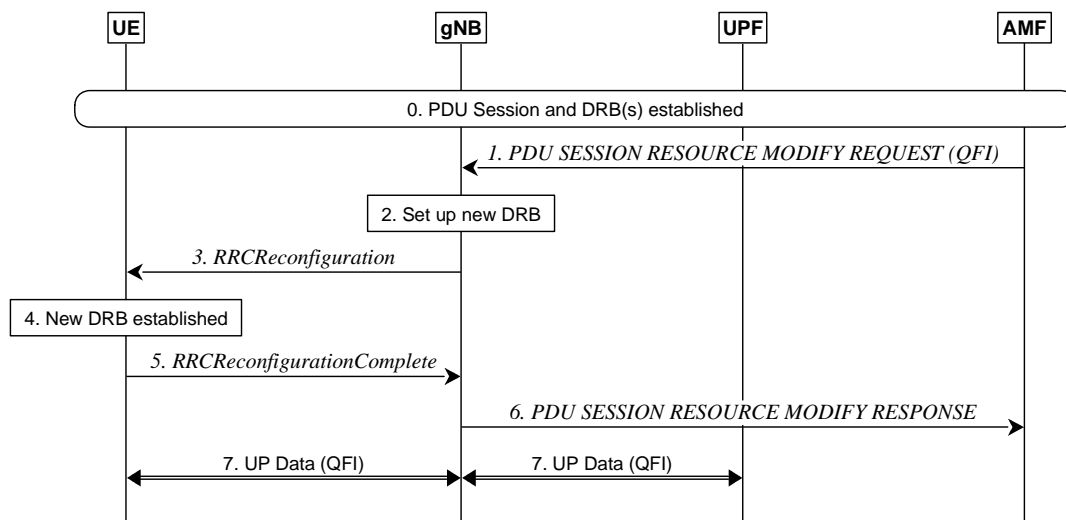 UE gNB UPF AMF
0. PDU Session and DRB(s) established
1. PDU SESSION RESOURCE MODIFY REQUEST (QFI)
2. Set up new DRB
3. RRCReconfiguration
4. New DRB established
5. RRCReconfigurationComplete
6. PDU SESSION RESOURCE MODIFY RESPONSE
7. UP Data (QFI) 7. UP Data (QFI)